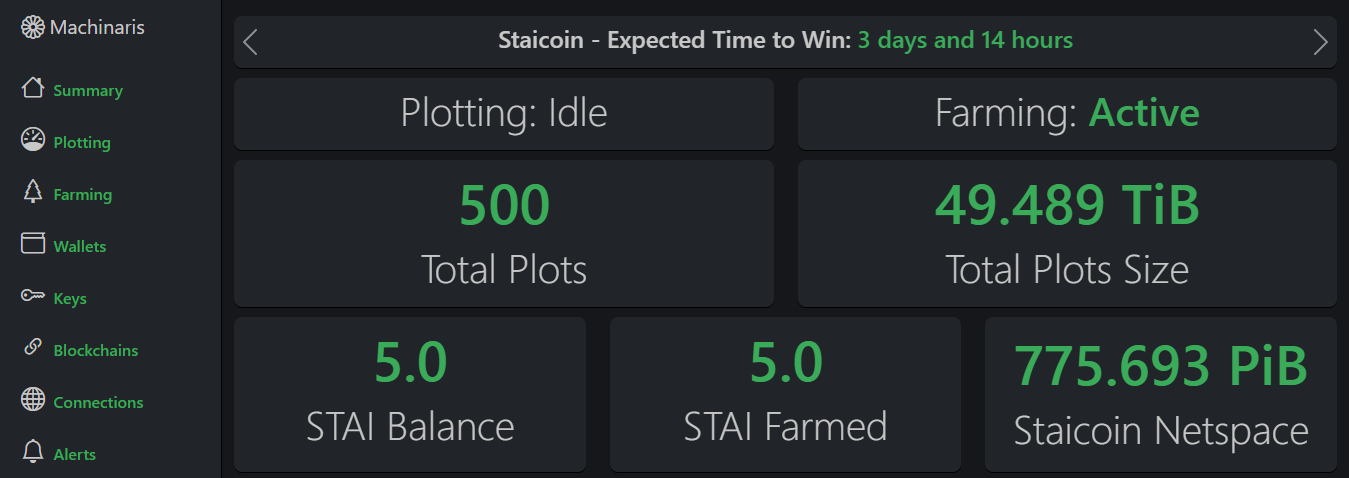 Machinaris
Summary
Plotting
Farming
Wallets
Keys
Blockchains
Connections
Alerts
Staicoin - Expected Time to Win: 3 days and 14 hours
Plotting: Idle
Farming: Active
500
Total Plots
49.489 TiB
Total Plots Size
5.0
STAI Balance
5.0
STAI Farmed
775.693 PiB
Staicoin Netspace